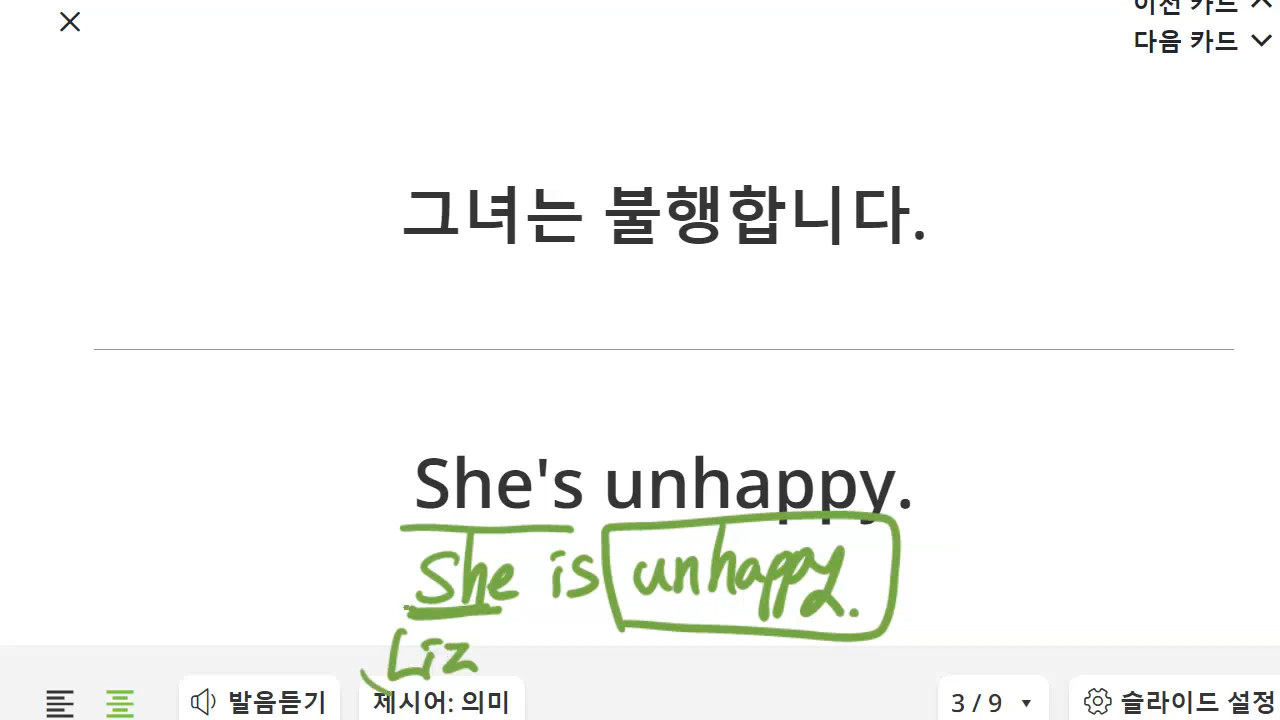 이전 카드
다음 카드
그녀는 불행합니다.
She's unhappy.
She is unhappy.
Liz
발음듣기
제시어: 의미
3 / 9
슬라이드 설정